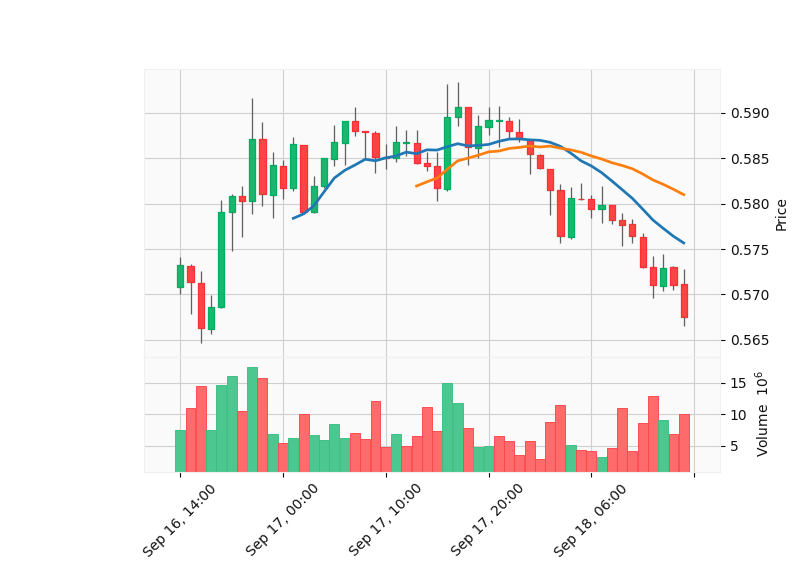 0.590
0.585
0.580
0.575
0.570
0.565
Price
15
10
5
Volume 10^6
Sep 16, 14:00
Sep 17, 00:00
Sep 17, 10:00
Sep 17, 20:00
Sep 18, 06:00